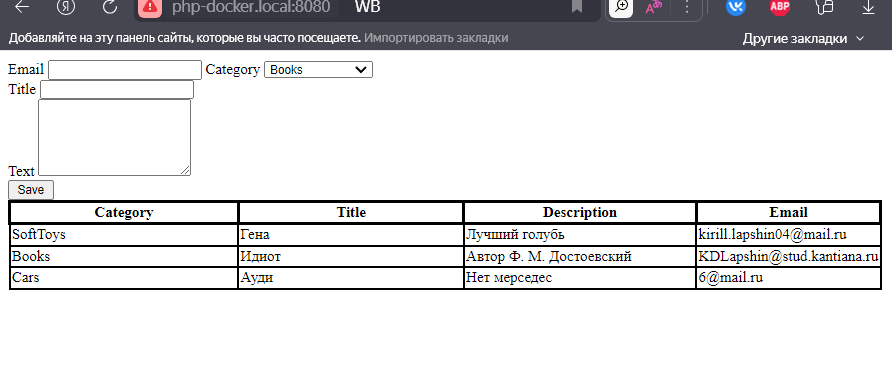 php-docker.local:8080 WB
ABP
Добавляйте на эту панель сайты, которые вы часто посещаете. Импортировать закладки Другие закладки
Email Category Books
Title
Text
Save
Category Title Description Email
SoftToys Гена Лучший голубь kirill.lapshin04@mail.ru
Books Идиот Автор Ф. М. Достоевский KDLapshin@stud.kantiana.ru
Cars Ауди Нет мерседес 6@mail.ru